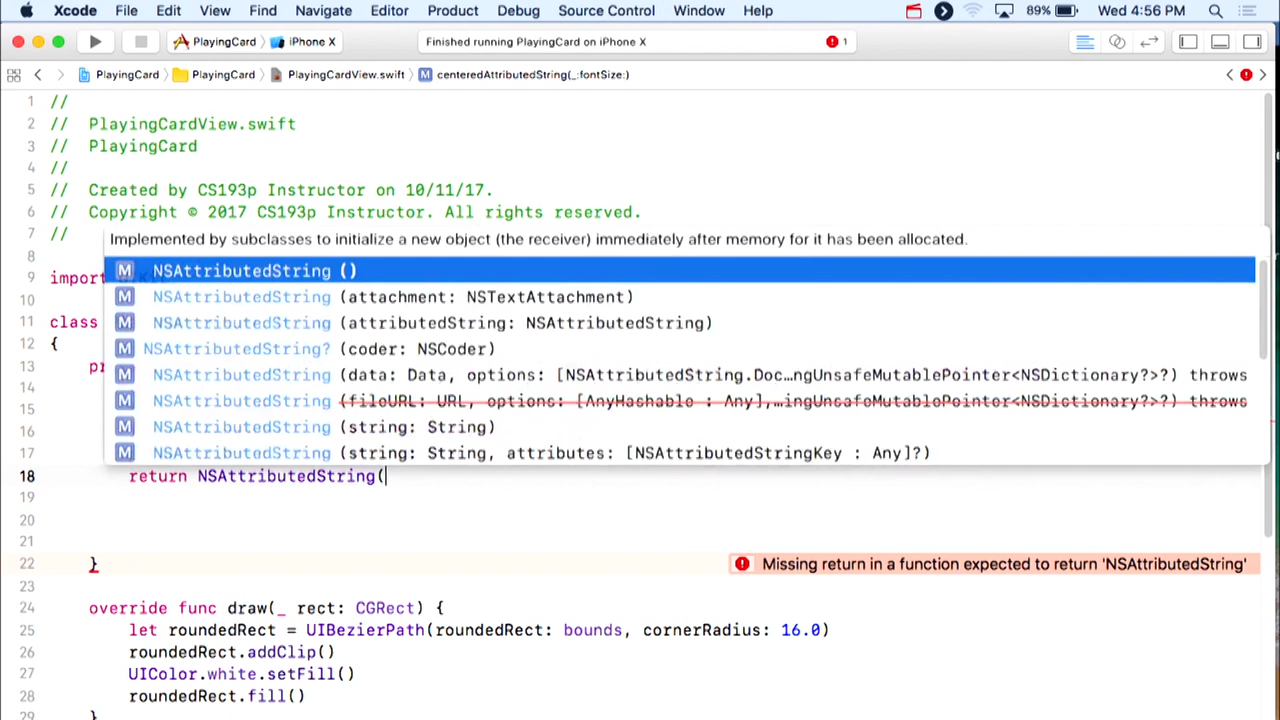 Xcode File Edit View Find Navigate Editor Product Debug Source Control Window Help 89% Wed 4:56 PM
PlayingCard iPhone X Finished running PlayingCard on iPhone X 1
PlayingCard PlayingCard PlayingCardView.swift M centeredAttributedString(_:fontSize:)
1 //
2 // PlayingCardView.swift
3 // PlayingCard
4 //
5 // Created by CS193p Instructor on 10/11/17.
6 // Copyright © 2017 CS193p Instructor. All rights reserved.
7 //
Implemented by subclasses to initialize a new object (the receiver) immediately after memory for it has been allocated.
8
M NSAttributedString ()
9 import
10 M NSAttributedString (attachment: NSTextAttachment)
11 class M NSAttributedString (attributedString: NSAttributedString)
12 { M NSAttributedString? (coder: NSCoder)
13 pr M NSAttributedString (data: Data, options: [NSAttributedString.Doc…ngUnsafeMutablePointer<NSDictionary?>?) throws
14
15 M NSAttributedString (fileURL: URL, options: [AnyHashable : Any],…ingUnsafeMutablePointer<NSDictionary?>?) throws
16 M NSAttributedString (string: String)
17 M NSAttributedString (string: String, attributes: [NSAttributedStringKey : Any]?)
18 return NSAttributedString(
19
20
21
22 } Missing return in a function expected to return 'NSAttributedString'
23
24 override func draw(_ rect: CGRect) {
25 let roundedRect = UIBezierPath(roundedRect: bounds, cornerRadius: 16.0)
26 roundedRect.addClip()
27 UIColor.white.setFill()
28 roundedRect.fill()
29 }